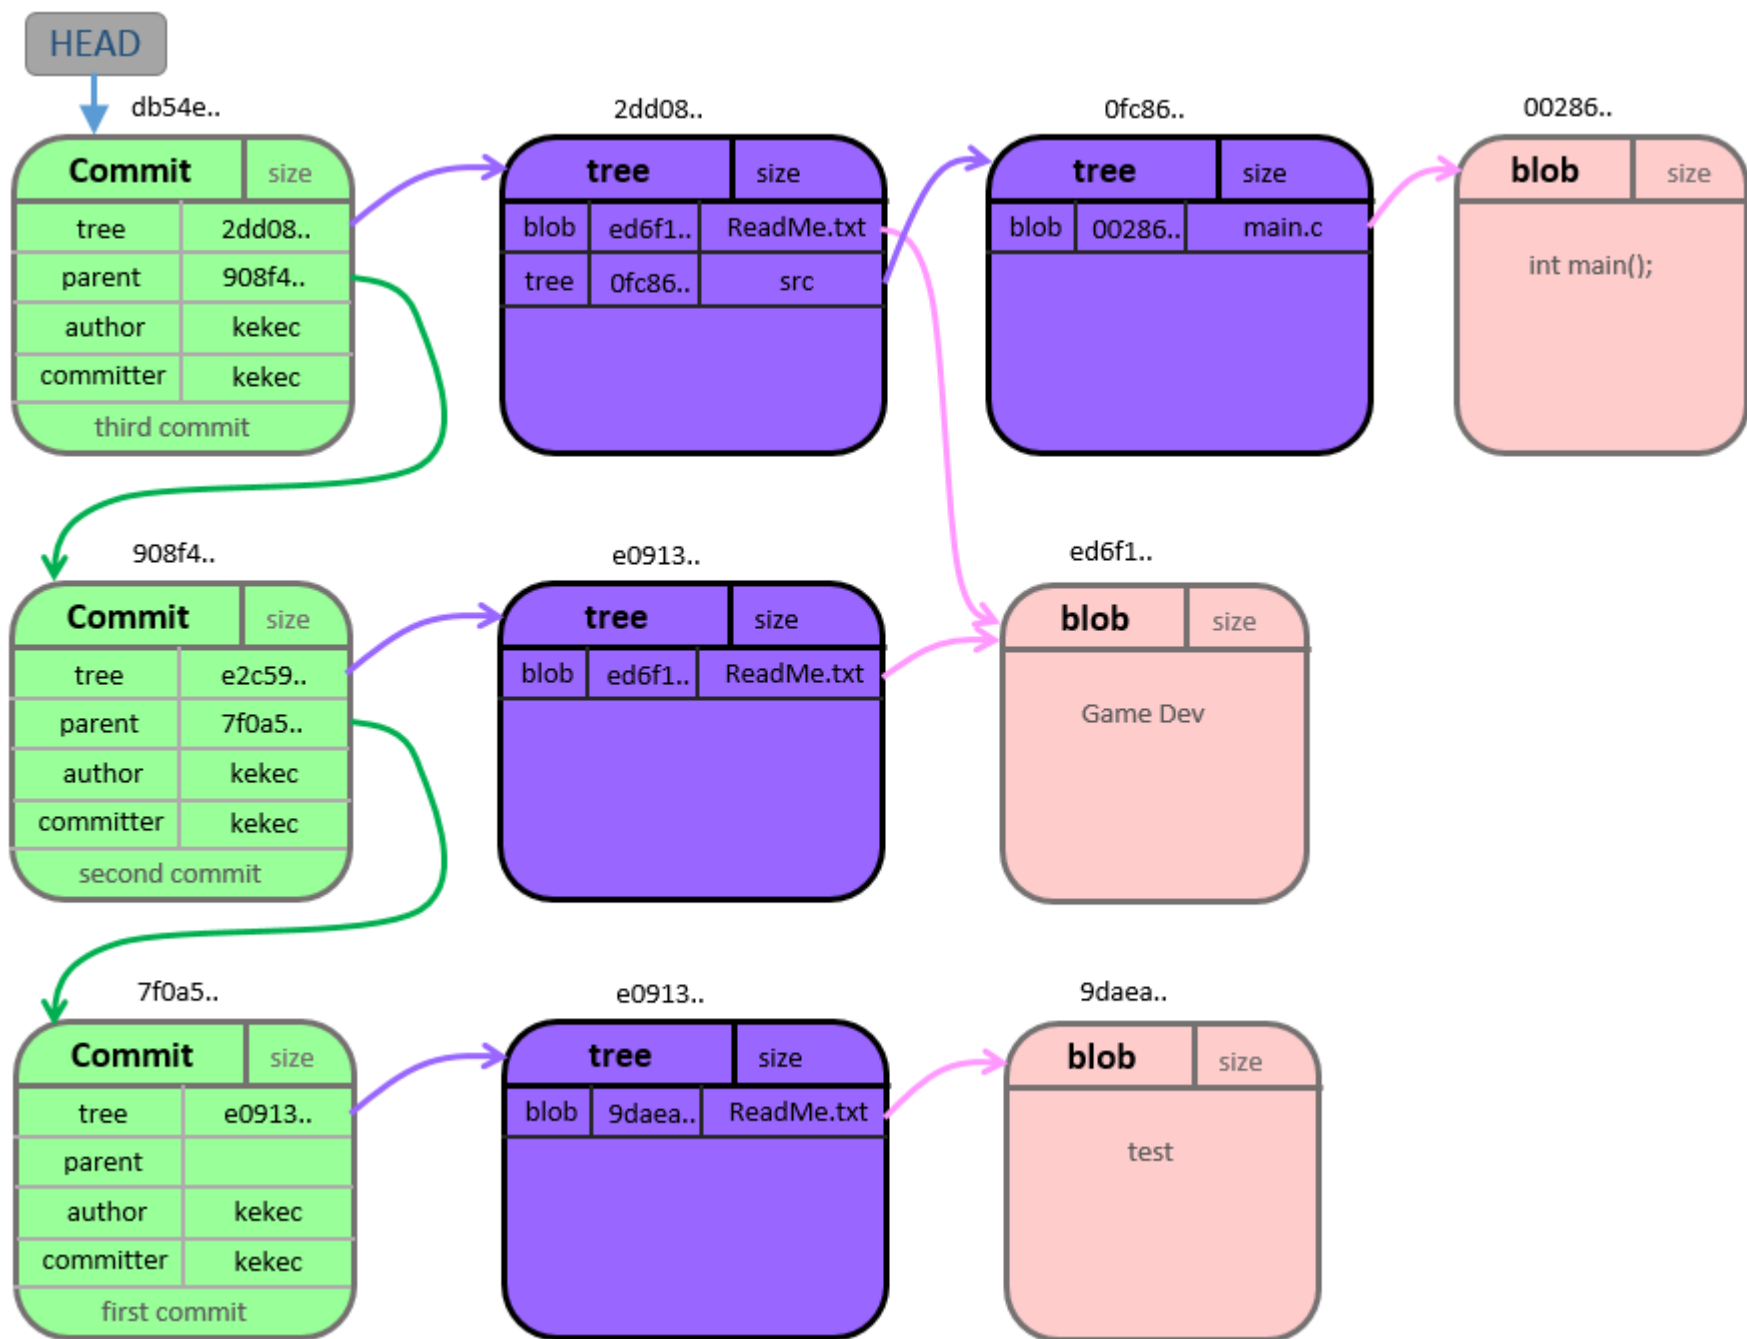 HEAD
db54e.. 2dd08.. 0fc86.. 00286..
Commit size tree size tree size blob size
tree 2dd08.. blob ed6f1.. ReadMe.txt blob 00286.. main.c
parent 908f4.. tree 0fc86.. src int main();
author kekec
committer kekec
third commit
908f4.. e0913.. ed6f1..
Commit size tree size blob size
tree e2c59.. blob ed6f1.. ReadMe.txt
parent 7f0a5.. Game Dev
author kekec
committer kekec
second commit
7f0a5.. e0913.. 9daea..
Commit size tree size blob size
tree e0913.. blob 9daea.. ReadMe.txt
parent test
author kekec
committer kekec
first commit